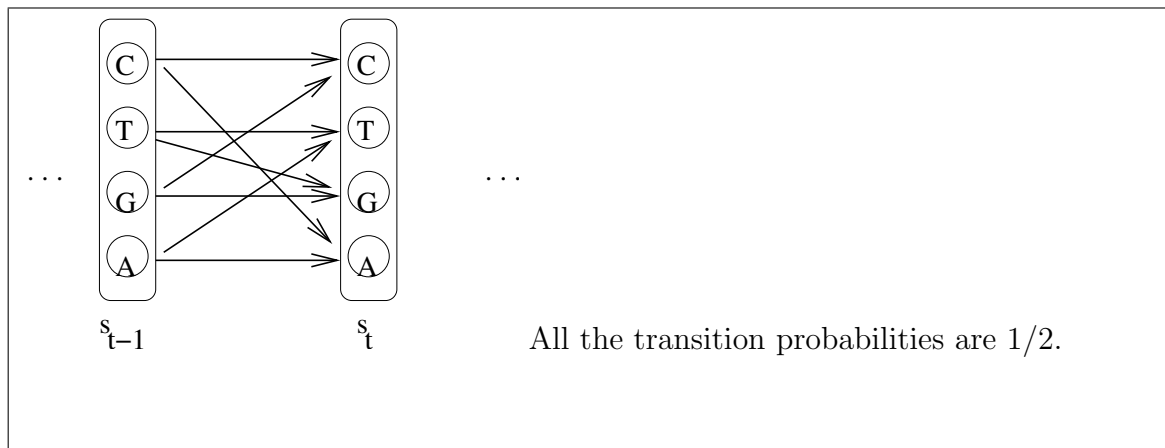 C C
T T
... ...
G G
A A
s_{t-1} s_t
All the transition probabilities are 1/2.